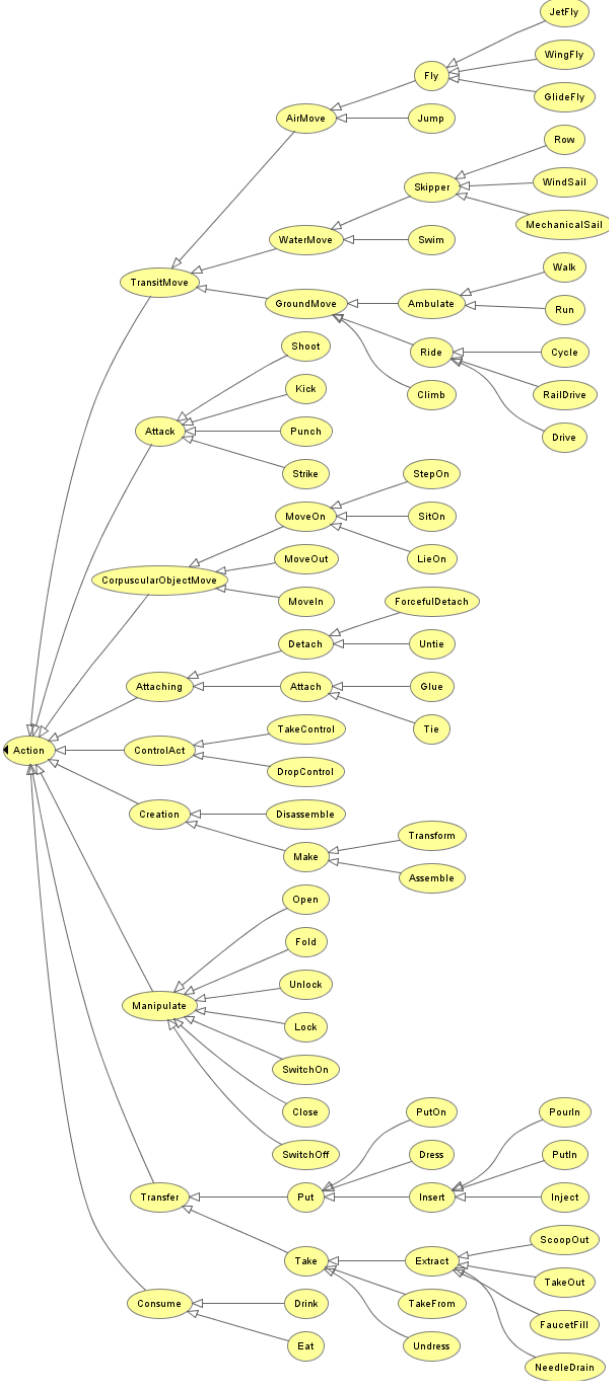 JetFly
WingFly
Fly
GlideFly
AirMove
Jump
Row
Skipper
WindSail
MechanicalSail
WaterMove
Swim
TransitMove
Walk
GroundMove
Ambulate
Run
Shoot
Ride
Cycle
Kick
Climb
RailDrive
Attack
Punch
Drive
Strike
StepOn
MoveOn
SitOn
MoveOut
LieOn
CorpuscularObjectMove
MoveIn
ForcefulDetach
Detach
Untie
Attaching
Attach
Glue
TakeControl
Tie
Action
ControlAct
DropControl
Creation
Disassemble
Transform
Make
Assemble
Open
Fold
Unlock
Manipulate
Lock
SwitchOn
Close
PutOn
PourIn
SwitchOff
Dress
PutIn
Transfer
Put
Insert
Inject
ScoopOut
Take
Extract
TakeOut
Consume
Drink
TakeFrom
FaucetFill
Eat
Undress
NeedleDrain